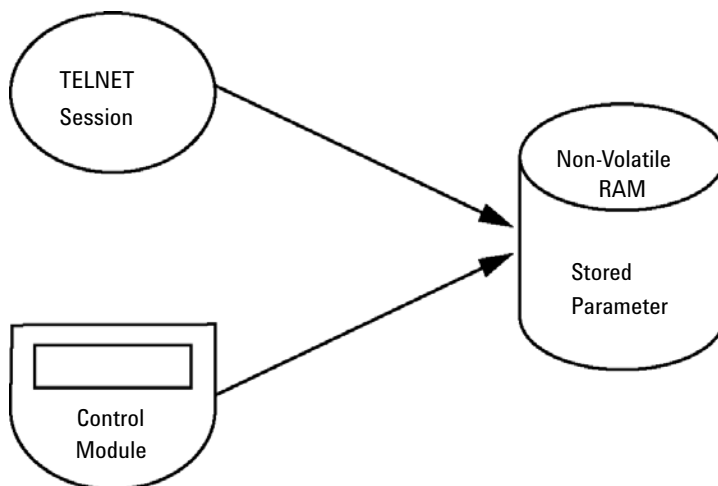 TELNET
Session
Non-Volatile
RAM
Stored
Parameter
Control
Module